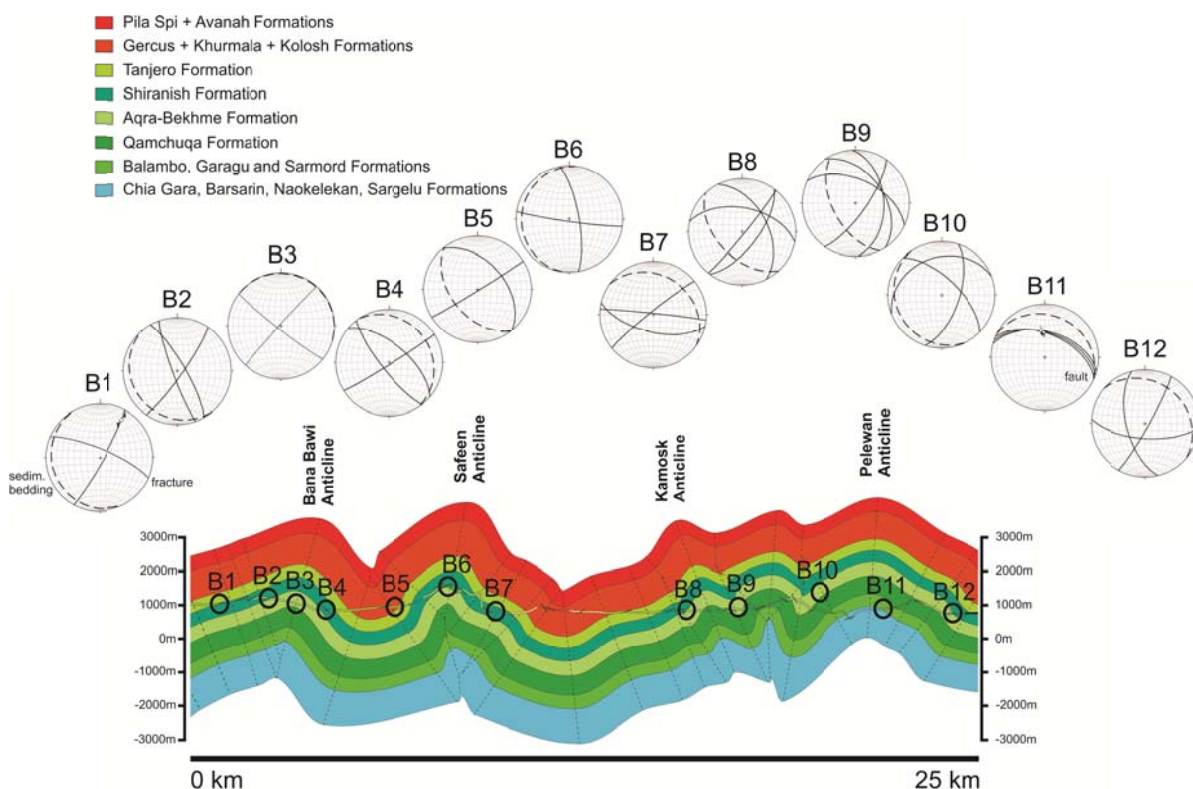 Pila Spi + Avanah Formations
Gercus + Khurmala + Kolosh Formations
Tanjero Formation
Shiranish Formation
Aqra-Bekhme Formation
Qamchuqa Formation
Balambo, Garagu and Sarmord Formations
Chia Gara, Barsarin, Naokelekan, Sargelu Formations
B1
B2
B3
B4
B5
B6
B7
B8
B9
B10
B11
B12
sedim.
bedding
fracture
fault
Bana Bawi
Anticline
Safeen
Anticline
Kamosk
Anticline
Pelewan
Anticline
3000m
2000m
1000m
0m
-1000m
-2000m
-3000m
B1
B2
B3
B4
B5
B6
B7
B8
B9
B10
B11
B12
3000m
2000m
1000m
0m
-1000m
-2000m
-3000m
0 km
25 km